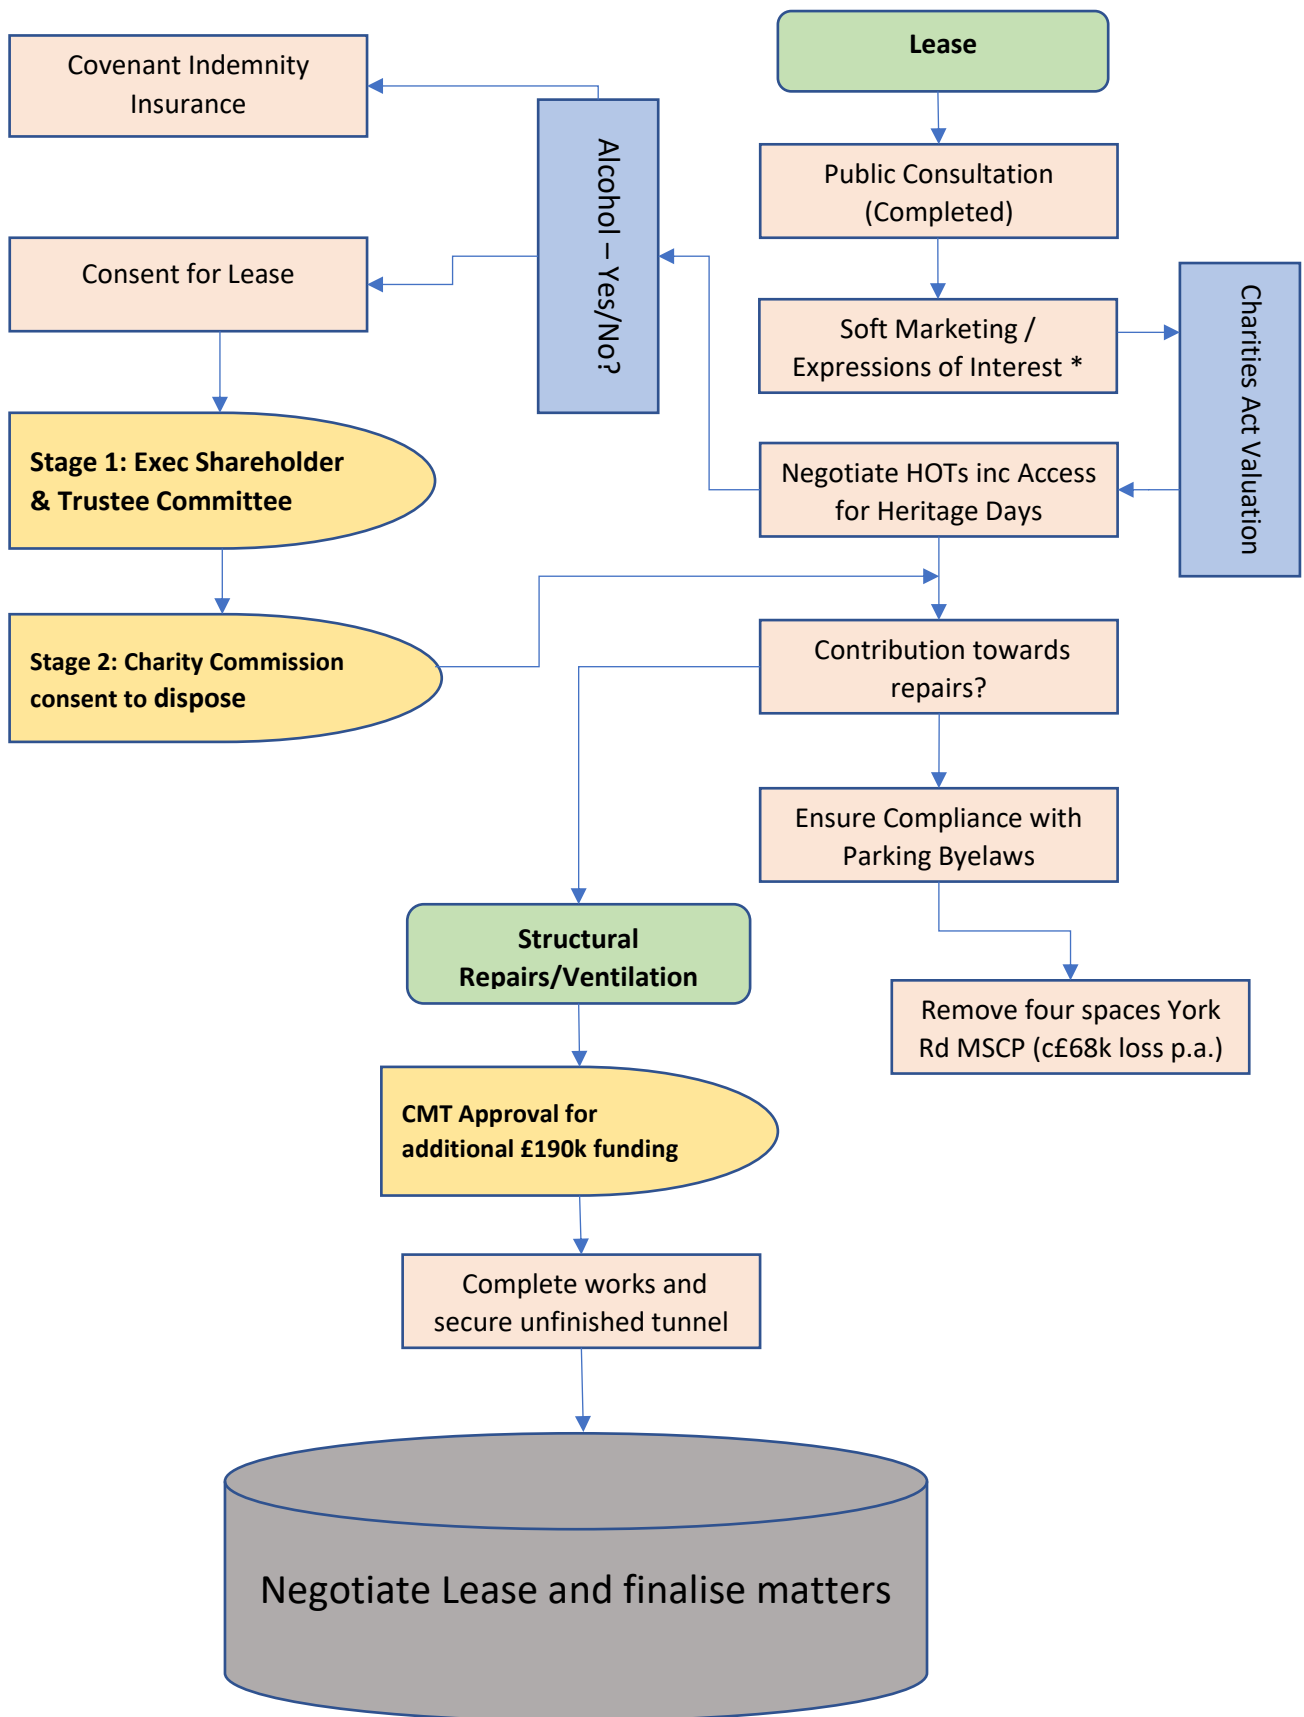 Lease
Covenant Indemnity
Insurance
Alcohol – Yes/No?
Public Consultation
(Completed)
Consent for Lease
Soft Marketing /
Expressions of Interest *
Charities Act Valuation
Stage 1: Exec Shareholder
& Trustee Committee
Negotiate HOTs inc Access
for Heritage Days
Stage 2: Charity Commission
consent to dispose
Contribution towards
repairs?
Ensure Compliance with
Parking Byelaws
Structural
Repairs/Ventilation
Remove four spaces York
Rd MSCP (c£68k loss p.a.)
CMT Approval for
additional £190k funding
Complete works and
secure unfinished tunnel
Negotiate Lease and finalise matters